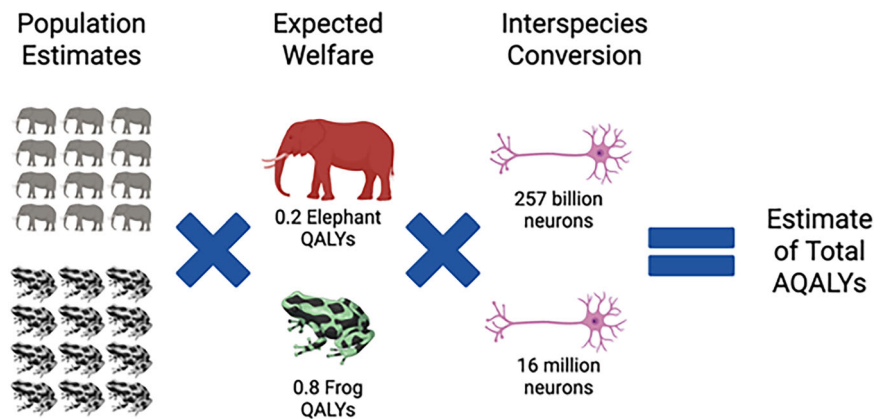 Population
Estimates
Expected
Welfare
Interspecies
Conversion
0.2 Elephant
QALYs
257 billion
neurons
Estimate
of Total
AQALYs
0.8 Frog
QALYs
16 million
neurons